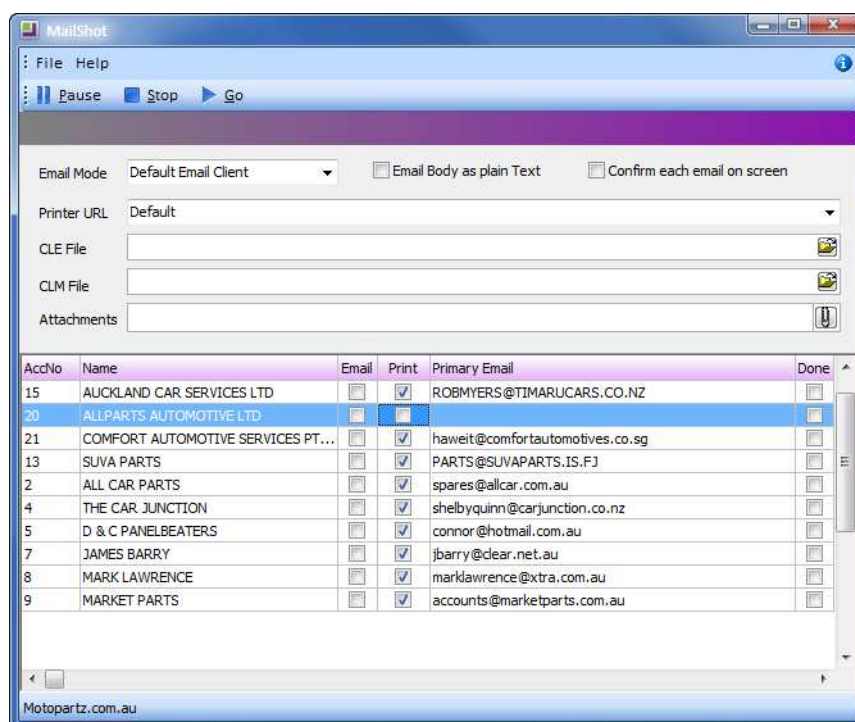 MailShot
File Help
Pause Stop Go
Email Mode Default Email Client Email Body as plain Text Confirm each email on screen
Printer URL Default
CLE File
CLM File
Attachments
AccNo Name Email Print Primary Email Done
15 AUCKLAND CAR SERVICES LTD ROBMYERS@TIMARUCARS.CO.NZ
20 ALLPARTS AUTOMOTIVE LTD
21 COMFORT AUTOMOTIVE SERVICES PT... haweit@comfortautomotives.co.sg
13 SUVA PARTS PARTS@SUVAPARTS.IS.FJ
2 ALL CAR PARTS spares@allcar.com.au
4 THE CAR JUNCTION shelbyquinn@carjunction.co.nz
5 D & C PANELBEATERS connor@hotmail.com.au
7 JAMES BARRY jbarry@clear.net.au
8 MARK LAWRENCE marklawrence@xtra.com.au
9 MARKET PARTS accounts@marketparts.com.au
Motopartz.com.au